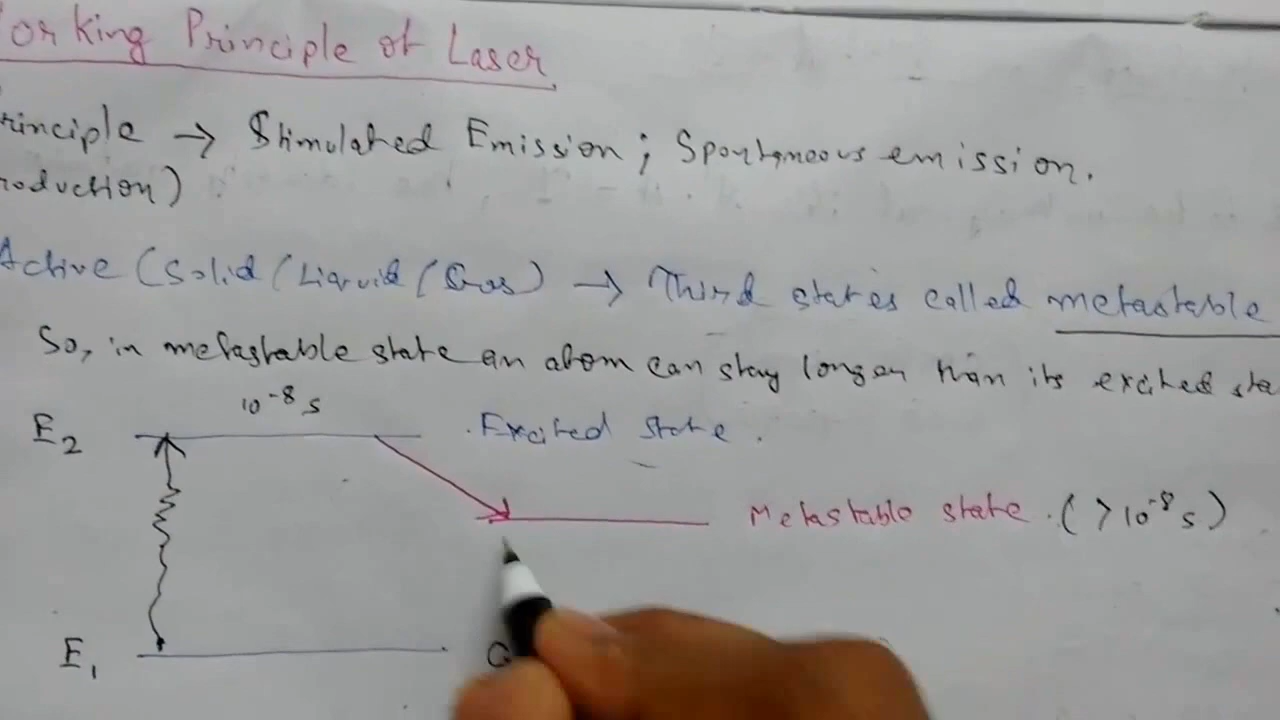 orking Principle of Laser
rinciple → Stimulated Emission; Spontaneous emission.
roduction)
Active (Solid/Liquid/Gas) → Third states called metastable
So, in metastable state an atom can stay longer than its excited sta
10⁻⁸ s
E₂ Excited state.
Metastable state. (>10⁻⁸ s)
E₁ G